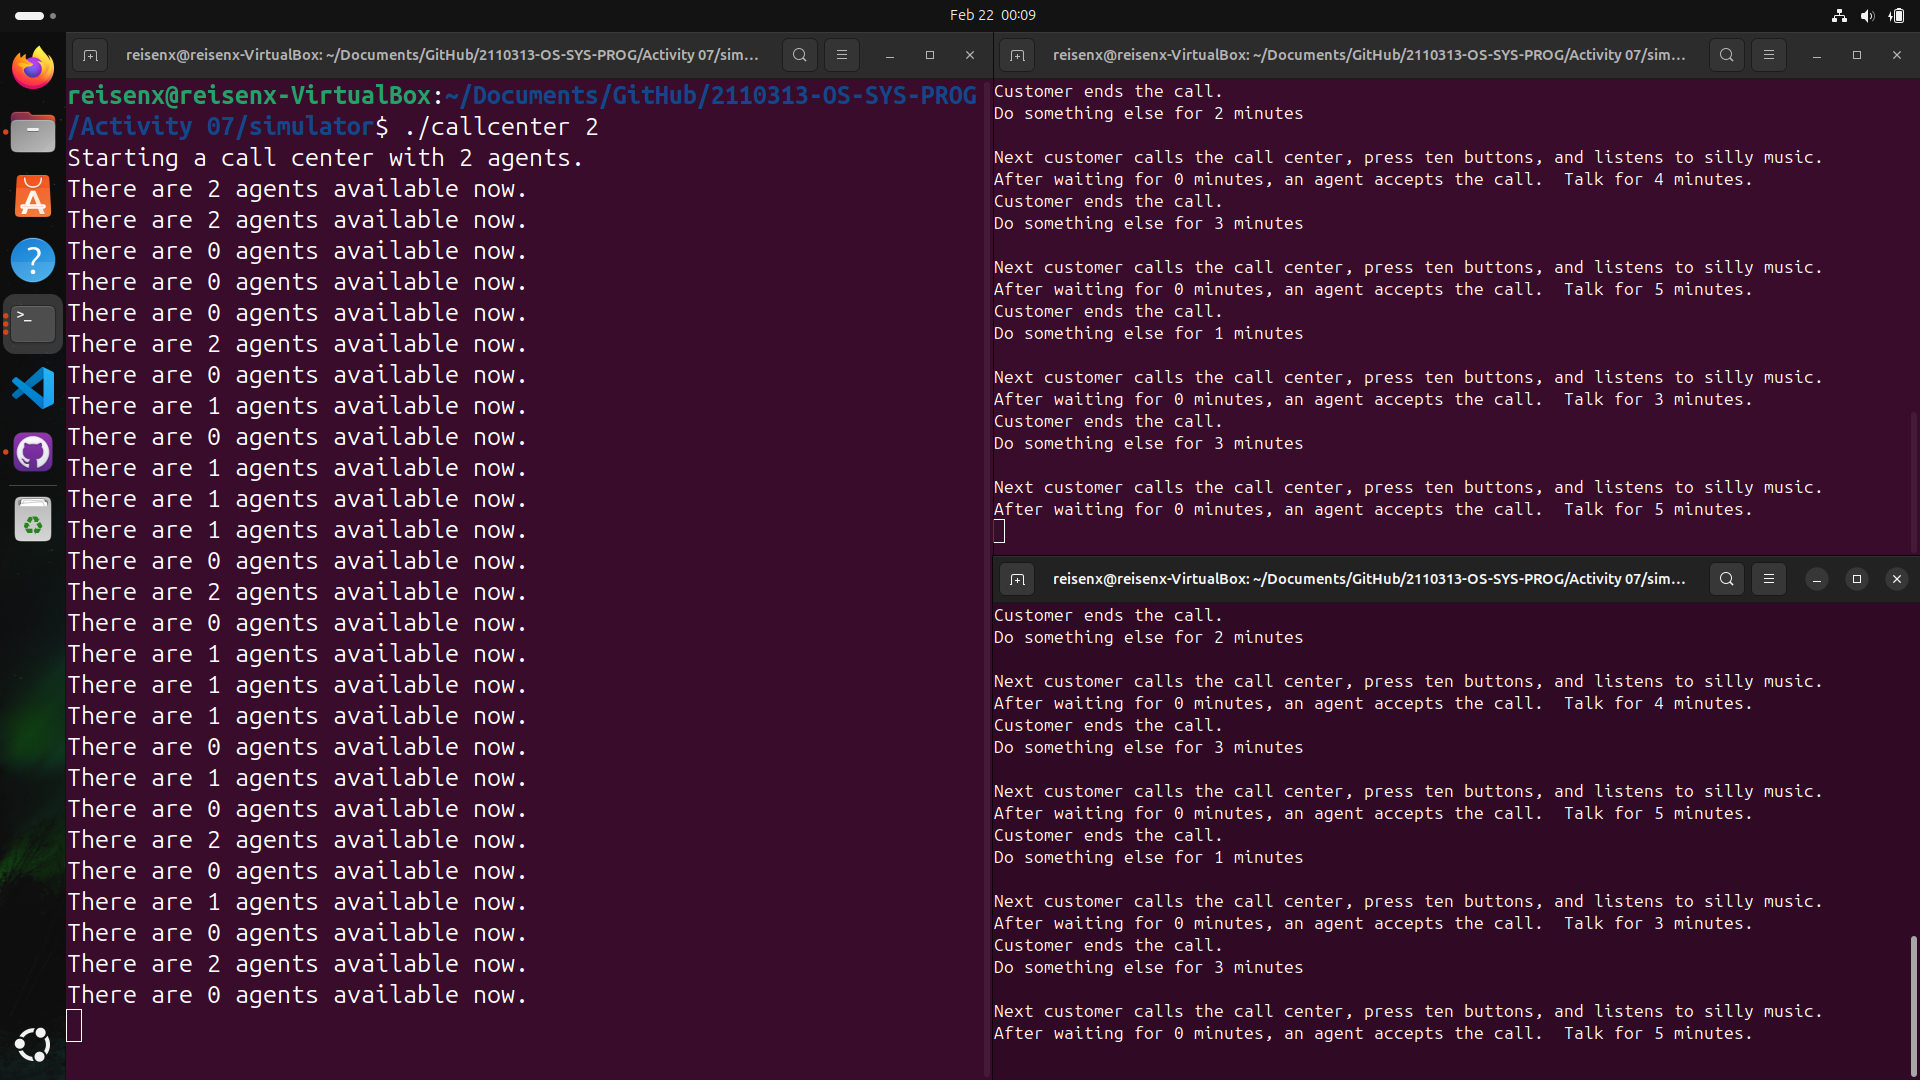 Feb 22 00:09
reisenx@reisenx-VirtualBox: ~/Documents/GitHub/2110313-OS-SYS-PROG/Activity 07/sim...
reisenx@reisenx-VirtualBox:~/Documents/GitHub/2110313-OS-SYS-PROG
/Activity 07/simulator$ ./callcenter 2
Starting a call center with 2 agents.
There are 2 agents available now.
There are 2 agents available now.
There are 0 agents available now.
There are 0 agents available now.
There are 0 agents available now.
There are 2 agents available now.
There are 0 agents available now.
There are 1 agents available now.
There are 0 agents available now.
There are 1 agents available now.
There are 1 agents available now.
There are 1 agents available now.
There are 0 agents available now.
There are 2 agents available now.
There are 0 agents available now.
There are 1 agents available now.
There are 1 agents available now.
There are 1 agents available now.
There are 0 agents available now.
There are 1 agents available now.
There are 0 agents available now.
There are 2 agents available now.
There are 0 agents available now.
There are 1 agents available now.
There are 0 agents available now.
There are 2 agents available now.
There are 0 agents available now.
reisenx@reisenx-VirtualBox: ~/Documents/GitHub/2110313-OS-SYS-PROG/Activity 07/sim...
Customer ends the call.
Do something else for 2 minutes
Next customer calls the call center, press ten buttons, and listens to silly music.
After waiting for 0 minutes, an agent accepts the call.  Talk for 4 minutes.
Customer ends the call.
Do something else for 3 minutes
Next customer calls the call center, press ten buttons, and listens to silly music.
After waiting for 0 minutes, an agent accepts the call.  Talk for 5 minutes.
Customer ends the call.
Do something else for 1 minutes
Next customer calls the call center, press ten buttons, and listens to silly music.
After waiting for 0 minutes, an agent accepts the call.  Talk for 3 minutes.
Customer ends the call.
Do something else for 3 minutes
Next customer calls the call center, press ten buttons, and listens to silly music.
After waiting for 0 minutes, an agent accepts the call.  Talk for 5 minutes.
reisenx@reisenx-VirtualBox: ~/Documents/GitHub/2110313-OS-SYS-PROG/Activity 07/sim...
Customer ends the call.
Do something else for 2 minutes
Next customer calls the call center, press ten buttons, and listens to silly music.
After waiting for 0 minutes, an agent accepts the call.  Talk for 4 minutes.
Customer ends the call.
Do something else for 3 minutes
Next customer calls the call center, press ten buttons, and listens to silly music.
After waiting for 0 minutes, an agent accepts the call.  Talk for 5 minutes.
Customer ends the call.
Do something else for 1 minutes
Next customer calls the call center, press ten buttons, and listens to silly music.
After waiting for 0 minutes, an agent accepts the call.  Talk for 3 minutes.
Customer ends the call.
Do something else for 3 minutes
Next customer calls the call center, press ten buttons, and listens to silly music.
After waiting for 0 minutes, an agent accepts the call.  Talk for 5 minutes.